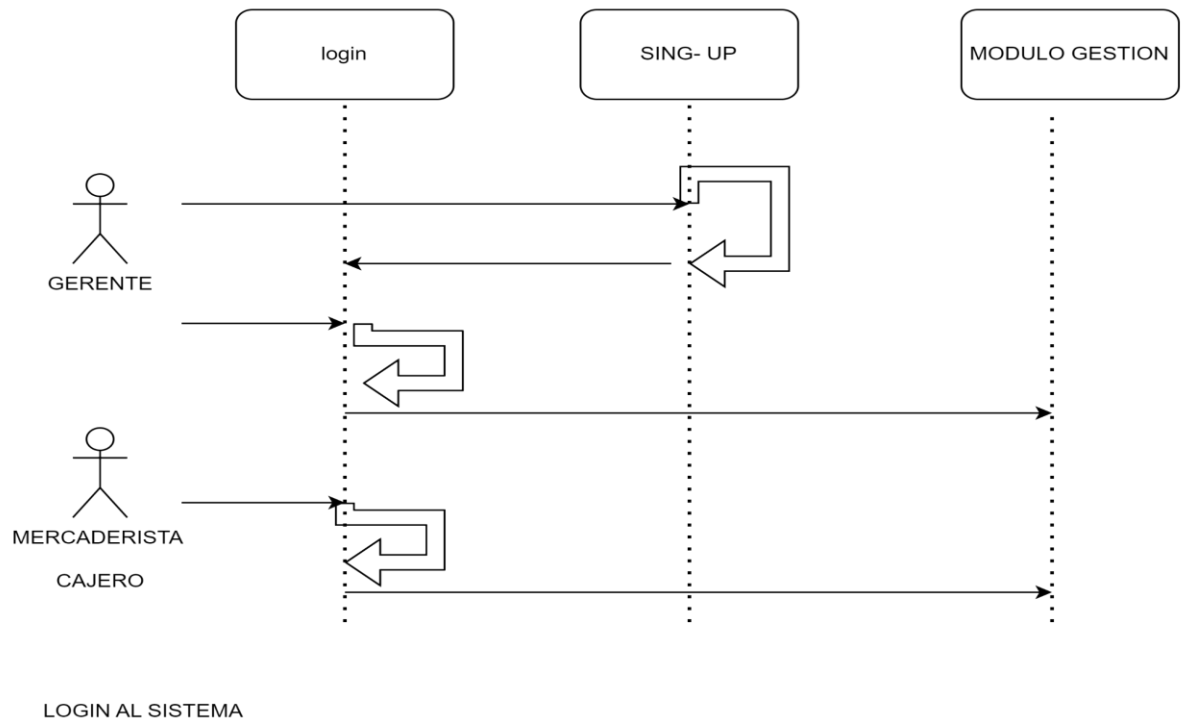 login
SING- UP
MODULO GESTION
GERENTE
MERCADERISTA
CAJERO
LOGIN AL SISTEMA